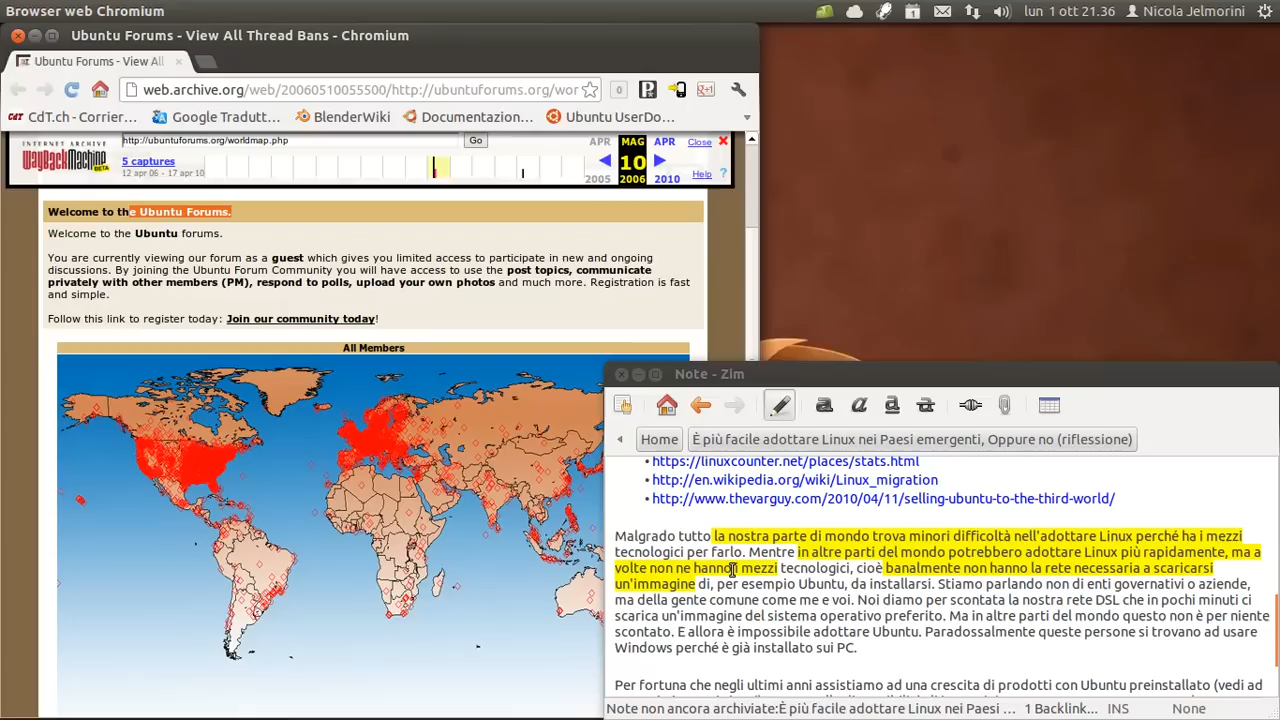 Browser web Chromium
lun 1 ott 21.36
Nicola Jelmorini
Ubuntu Forums - View All Thread Bans - Chromium
Ubuntu Forums - View All
web.archive.org/web/20060510055500/http://ubuntuforums.org/wor
0
+1
CdT.ch - Corrier...
Google Tradutt...
BlenderWiki
Documentazion...
Ubuntu UserDo...
INTERNET ARCHIVE
WayBackMachine
BETA
http://ubuntuforums.org/worldmap.php
Go
5 captures
12 apr 06 - 17 apr 10
APR
MAG
APR
10
2005
2006
2010
Close
Help
?
Welcome to the Ubuntu Forums.
Welcome to the Ubuntu forums.
You are currently viewing our forum as a guest which gives you limited access to participate in new and ongoing
discussions. By joining the Ubuntu Forum Community you will have access to use the post topics, communicate
privately with other members (PM), respond to polls, upload your own photos and much more. Registration is fast
and simple.
Follow this link to register today: Join our community today!
All Members
Note - Zim
Home
È più facile adottare Linux nei Paesi emergenti, Oppure no (riflessione)
• https://linuxcounter.net/places/stats.html
• http://en.wikipedia.org/wiki/Linux_migration
• http://www.thevarguy.com/2010/04/11/selling-ubuntu-to-the-third-world/
Malgrado tutto la nostra parte di mondo trova minori difficoltà nell'adottare Linux perché ha i mezzi
tecnologici per farlo. Mentre in altre parti del mondo potrebbero adottare Linux più rapidamente, ma a
volte non ne hanno i mezzi tecnologici, cioè banalmente non hanno la rete necessaria a scaricarsi
un'immagine di, per esempio Ubuntu, da installarsi. Stiamo parlando non di enti governativi o aziende,
ma della gente comune come me e voi. Noi diamo per scontata la nostra rete DSL che in pochi minuti ci
scarica un'immagine del sistema operativo preferito. Ma in altre parti del mondo questo non è per niente
scontato. E allora è impossibile adottare Ubuntu. Paradossalmente queste persone si trovano ad usare
Windows perché è già installato sui PC.
Per fortuna che negli ultimi anni assistiamo ad una crescita di prodotti con Ubuntu preinstallato (vedi ad
Note non ancora archiviate:È più facile adottare Linux nei Paesi ...
1 Backlink...
INS
None